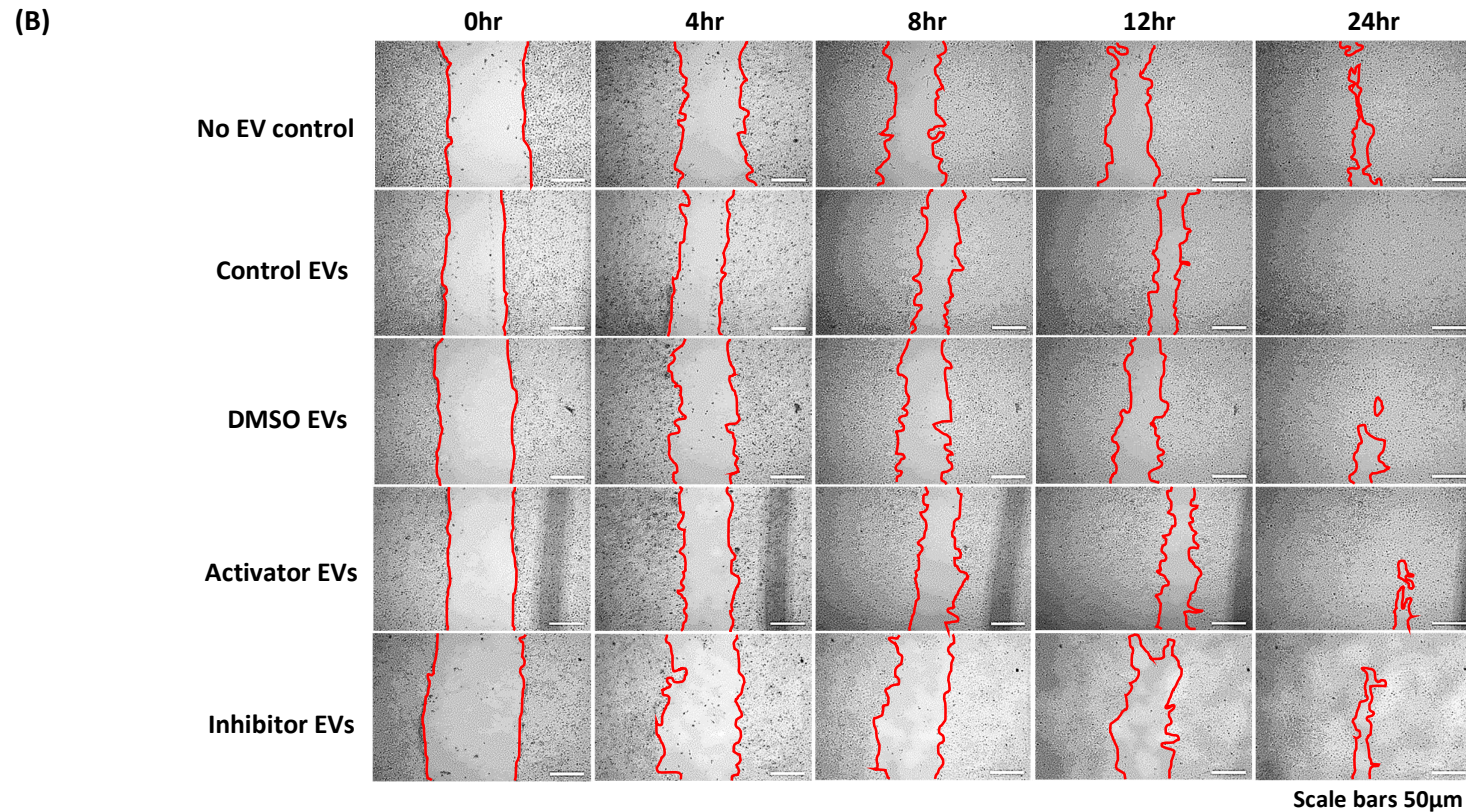 (B)
0hr 4hr 8hr 12hr 24hr
No EV control
Control EVs
DMSO EVs
Activator EVs
Inhibitor EVs
Scale bars 50µm